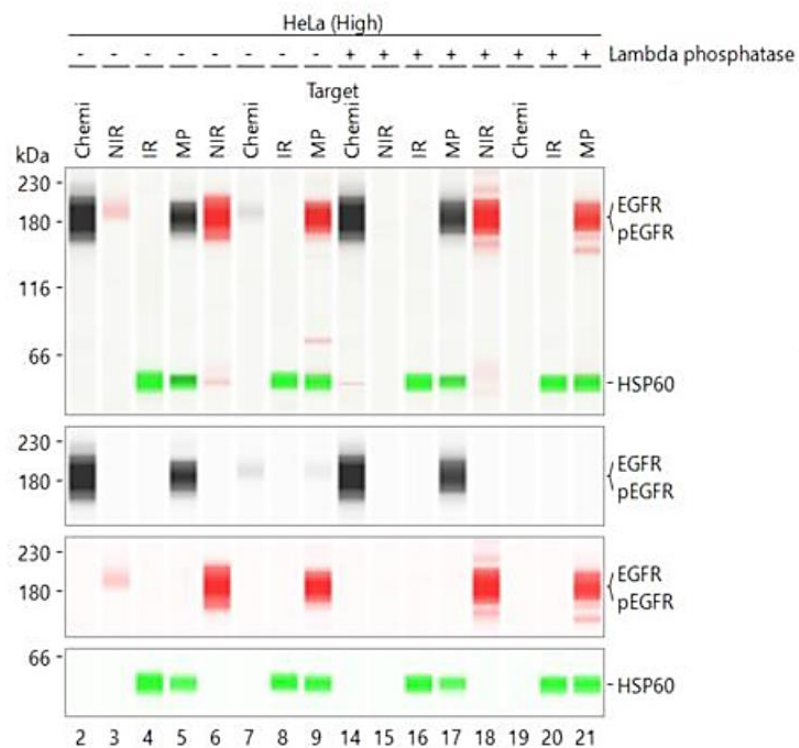 HeLa (High)
- - - - - - - - + + + + + + + + Lambda phosphatase
Target
kDa Chemi NIR IR MP NIR Chemi IR MP Chemi NIR IR MP NIR Chemi IR MP
230
180
116
66
EGFR
pEGFR
HSP60
230
180
EGFR
pEGFR
230
180
EGFR
pEGFR
66
HSP60
2 3 4 5 6 7 8 9 14 15 16 17 18 19 20 21